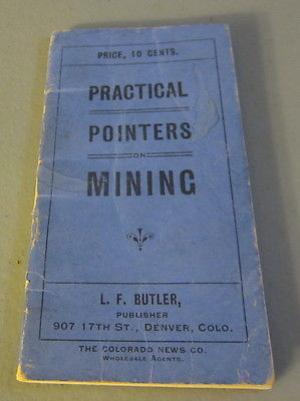 PRICE, 10 CENTS.
PRACTICAL
POINTERS
ON
MINING
L. F. BUTLER,
PUBLISHER
907 17TH ST., DENVER, COLO.
THE COLORADO NEWS CO.
WHOLESALE AGENTS.